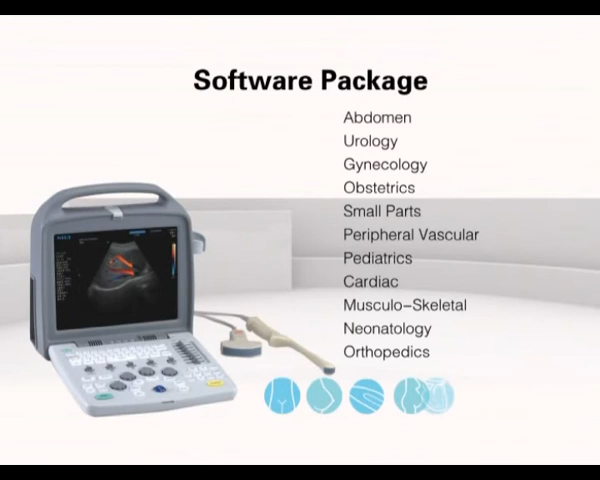 Software Package
Abdomen
Urology
Gynecology
Obstetrics
Small Parts
Peripheral Vascular
Pediatrics
Cardiac
Musculo-Skeletal
Neonatology
Orthopedics